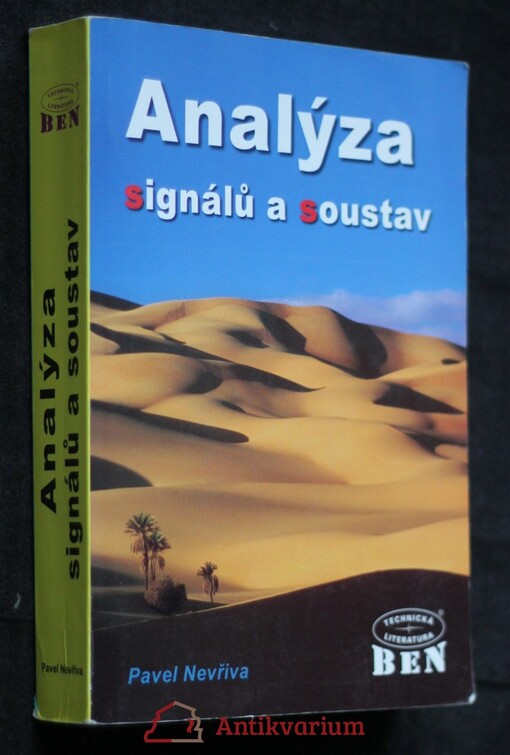 TECHNICKÁ
LITERATURA
BEN
Analýza
signálů a soustav
Pavel Nevřiva
Analýza
signálů a soustav
TECHNICKÁ
LITERATURA
BEN
®
Pavel Nevřiva
Antikvarium